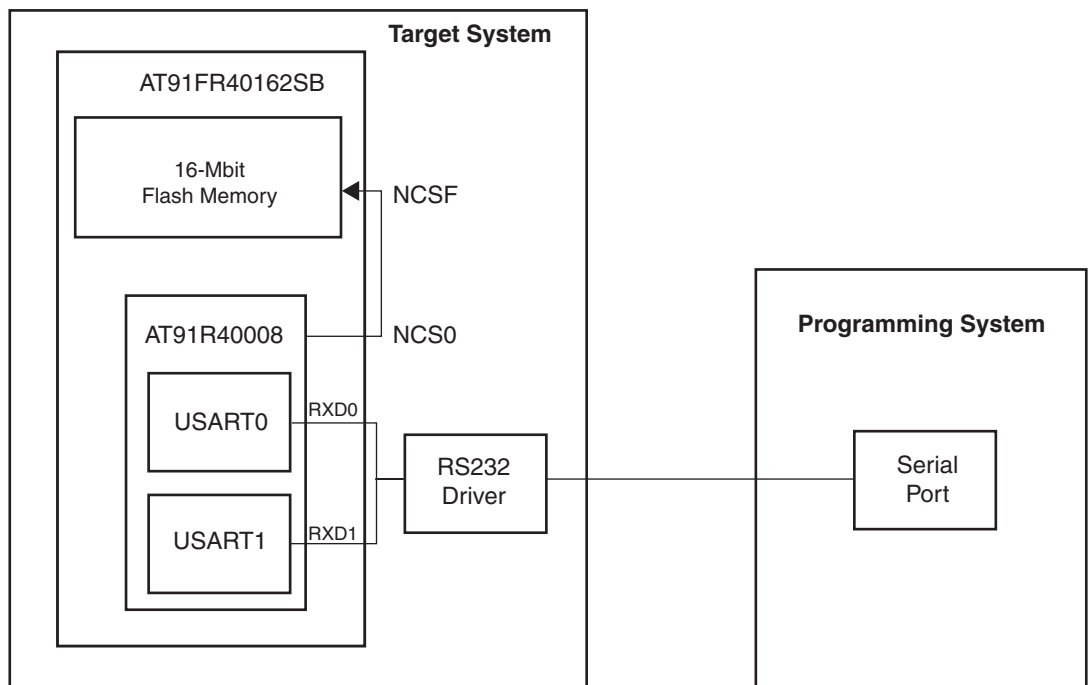 Target System
AT91FR40162SB
16-Mbit
Flash Memory
NCSF
AT91R40008
NCS0
USART0
RXD0
USART1
RXD1
RS232
Driver
Programming System
Serial
Port